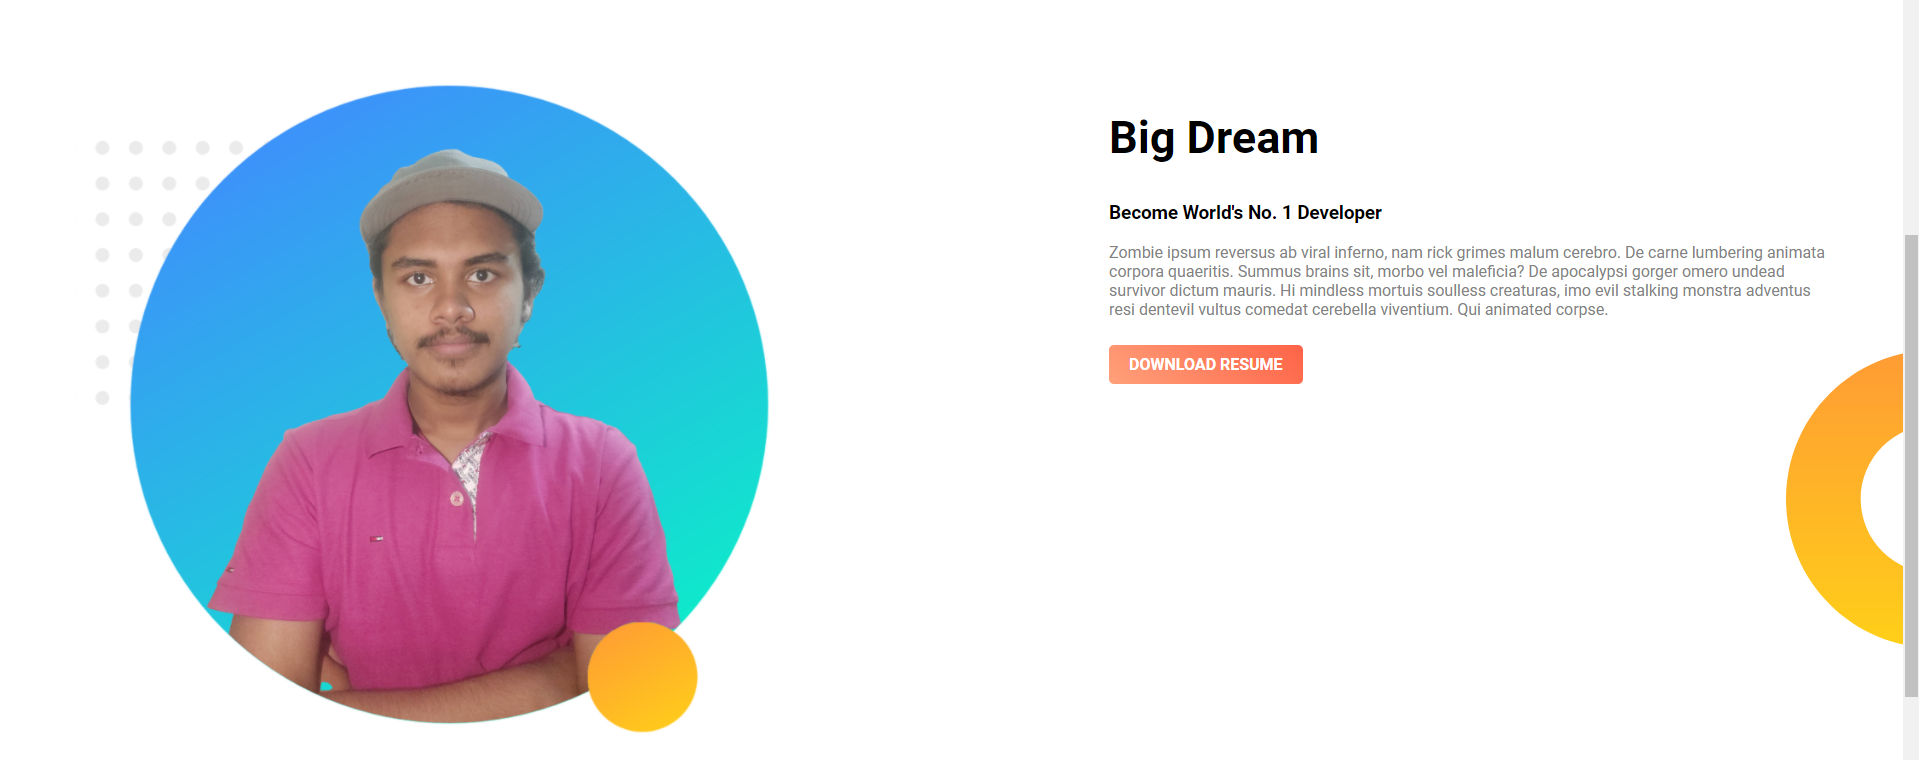 Big Dream
Become World's No. 1 Developer
Zombie ipsum reversus ab viral inferno, nam rick grimes malum cerebro. De carne lumbering animata
corpora quaeritis. Summus brains sit, morbo vel maleficia? De apocalypsi gorger omero undead
survivor dictum mauris. Hi mindless mortuis soulless creaturas, imo evil stalking monstra adventus
resi dentevil vultus comedat cerebella viventium. Qui animated corpse.
DOWNLOAD RESUME